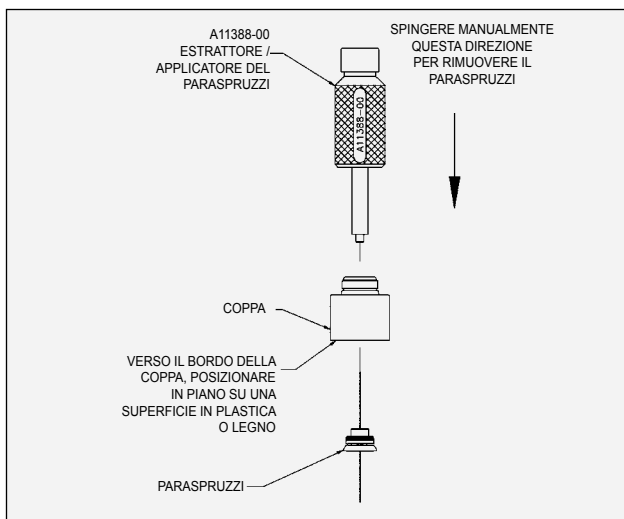 A11388-00
ESTRATTORE /
APPLICATORE DEL
PARASPRUZZI
SPINGERE MANUALMENTE
QUESTA DIREZIONE
PER RIMUOVERE IL
PARASPRUZZI
A11388-00
COPPA
VERSO IL BORDO DELLA
COPPA, POSIZIONARE
IN PIANO SU UNA
SUPERFICIE IN PLASTICA
O LEGNO
PARASPRUZZI